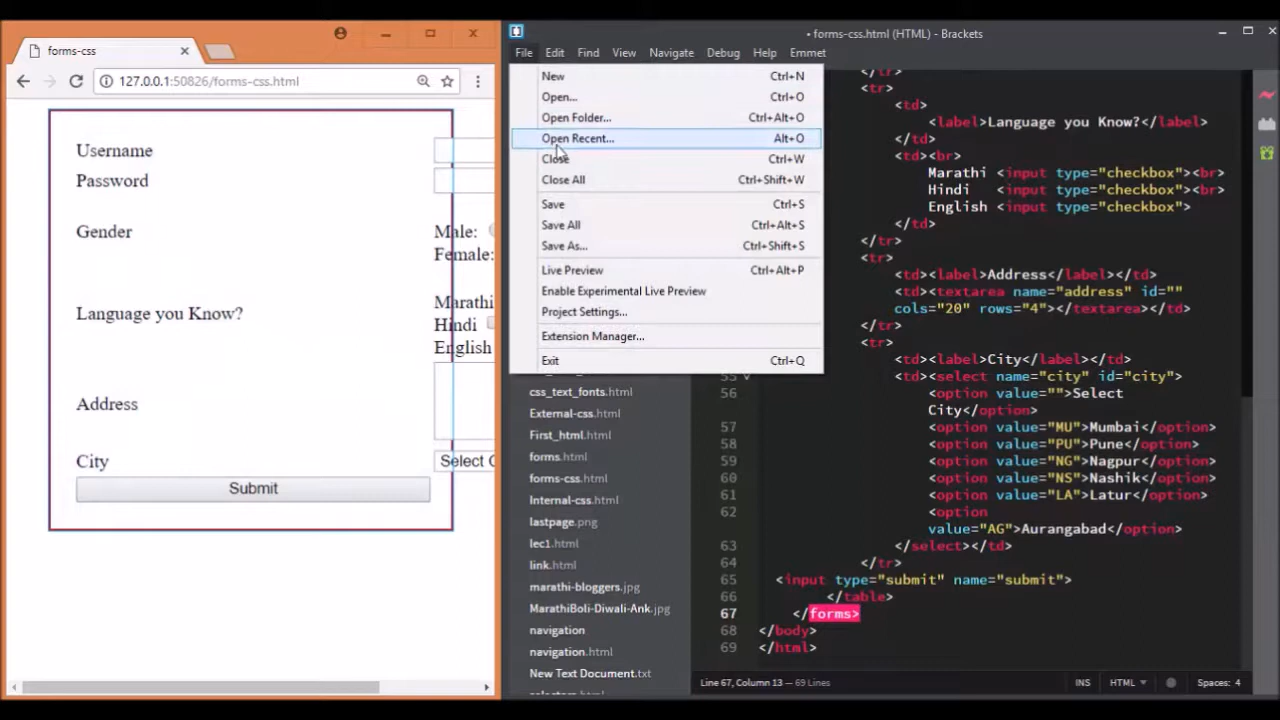 forms-css
127.0.0.1:50826/forms-css.html
Username
Password
Gender
Male:
Female:
Language you Know?
Marathi
Hindi
English
Address
City
Select C
Submit
• forms-css.html (HTML) - Brackets
File Edit Find View Navigate Debug Help Emmet
New Ctrl+N
Open... Ctrl+O
Open Folder... Ctrl+Alt+O
Open Recent... Alt+O
Close Ctrl+W
Close All Ctrl+Shift+W
Save Ctrl+S
Save All Ctrl+Alt+S
Save As... Ctrl+Shift+S
Live Preview Ctrl+Alt+P
Enable Experimental Live Preview
Project Settings...
Extension Manager...
Exit Ctrl+Q
css_text_fonts.html
External-css.html
First_html.html
forms.html
forms-css.html
Internal-css.html
lastpage.png
lec1.html
link.html
marathi-bloggers.jpg
MarathiBoli-Diwali-Ank.jpg
navigation
navigation.html
New Text Document.txt
selectors.html
</tr>
<tr>
<td>
<label>Language you Know?</label>
</td>
<td><br>
Marathi <input type="checkbox"><br>
Hindi <input type="checkbox"><br>
English <input type="checkbox">
</td>
</tr>
<tr>
<td><label>Address</label></td>
<td><textarea name="address" id=""
cols="20" rows="4"></textarea></td>
</tr>
<tr>
<td><label>City</label></td>
55 <td><select name="city" id="city">
56 <option value="">Select
City</option>
57 <option value="MU">Mumbai</option>
58 <option value="PU">Pune</option>
59 <option value="NG">Nagpur</option>
60 <option value="NS">Nashik</option>
61 <option value="LA">Latur</option>
62 <option
value="AG">Aurangabad</option>
63 </select></td>
64 </tr>
65 <input type="submit" name="submit">
66 </table>
67 </forms>
68 </body>
69 </html>
Line 67, Column 13 — 69 Lines
INS HTML Spaces: 4